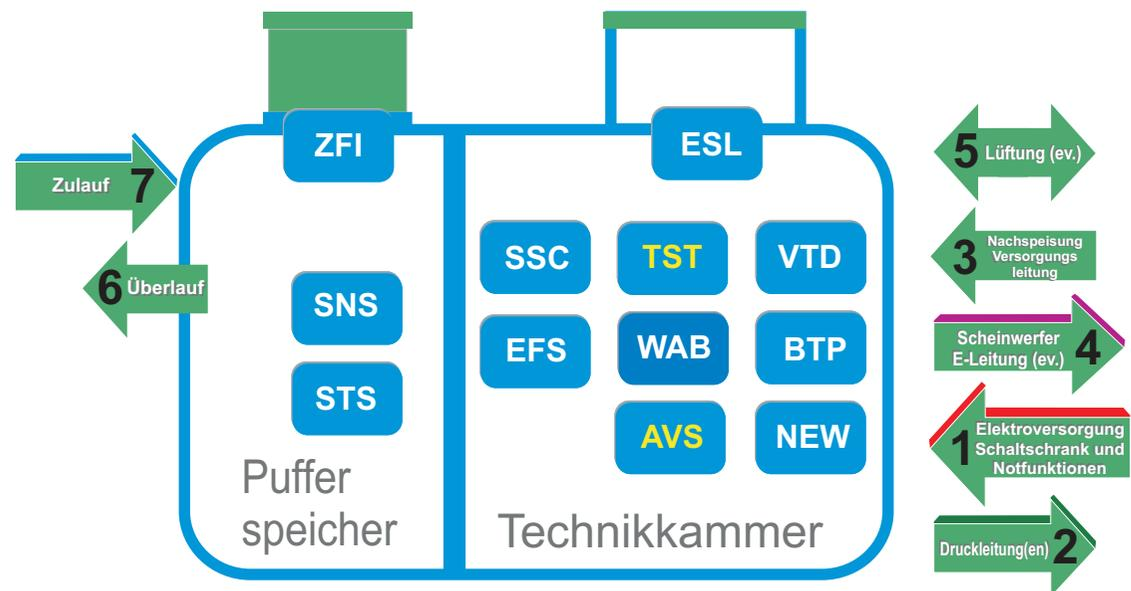 ZFI
ESL
Zulauf 7
6 Überlauf
SNS
STS
Puffer
speicher
SSC
TST
VTD
EFS
WAB
BTP
AVS
NEW
Technikkammer
5 Lüftung (ev.)
3
Nachspeisung
Versorgungs
leitung
Scheinwerfer
E-Leitung (ev.)
4
1
Elektroversorgung
Schaltschrank und
Notfunktionen
Druckleitung(en) 2